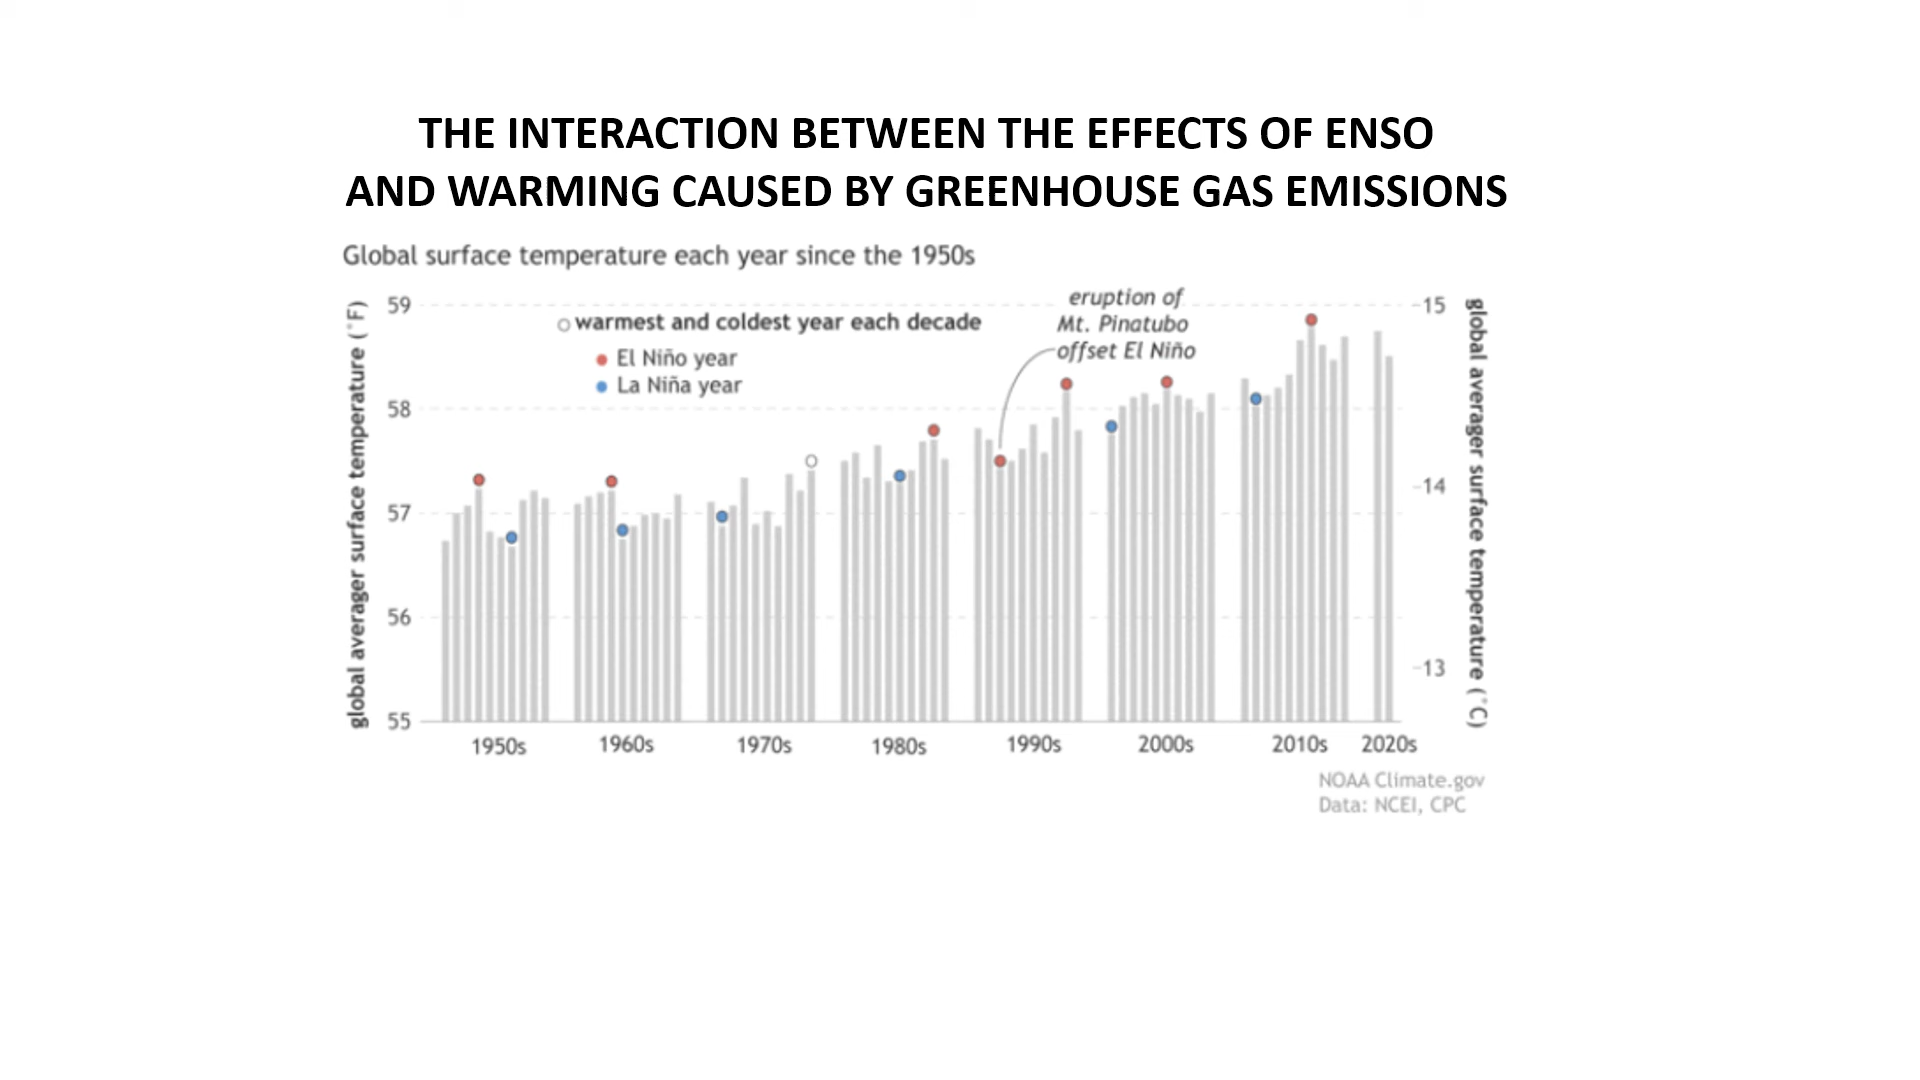 THE INTERACTION BETWEEN THE EFFECTS OF ENSO
AND WARMING CAUSED BY GREENHOUSE GAS EMISSIONS
Global surface temperature each year since the 1950s
global averager surface temperature (°F)
59
58
57
56
55
warmest and coldest year each decade
El Niño year
La Niña year
eruption of
Mt. Pinatubo
offset El Niño
15
14
13
global averager surface temperature (°C)
1950s 1960s 1970s 1980s 1990s 2000s 2010s 2020s
NOAA Climate.gov
Data: NCEI, CPC